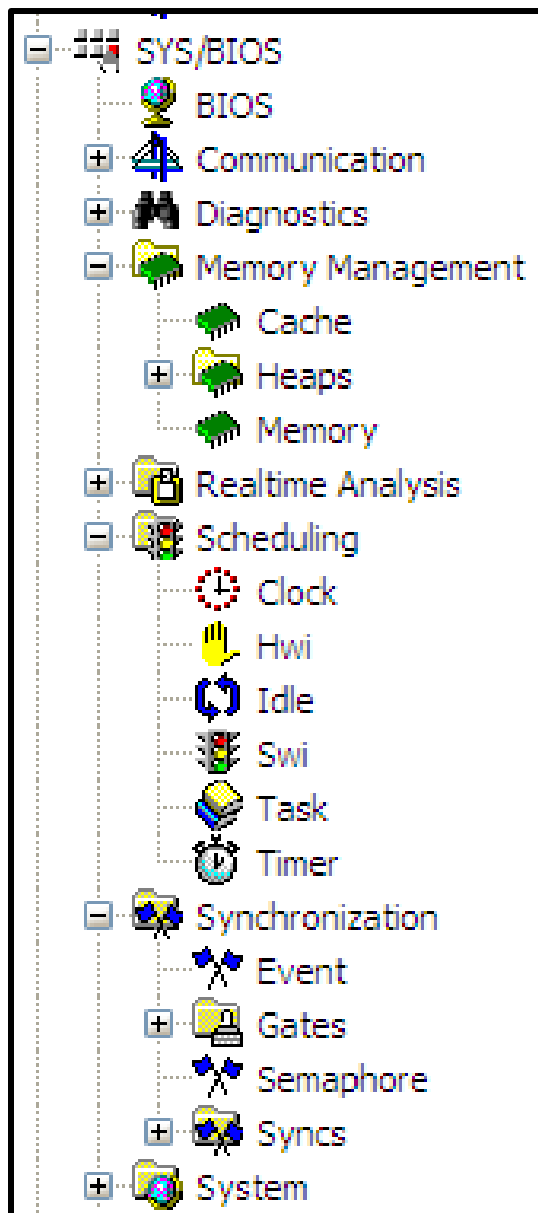 SYS/BIOS
BIOS
Communication
Diagnostics
Memory Management
Cache
Heaps
Memory
Realtime Analysis
Scheduling
Clock
Hwi
Idle
Swi
Task
Timer
Synchronization
Event
Gates
Semaphore
Syncs
System